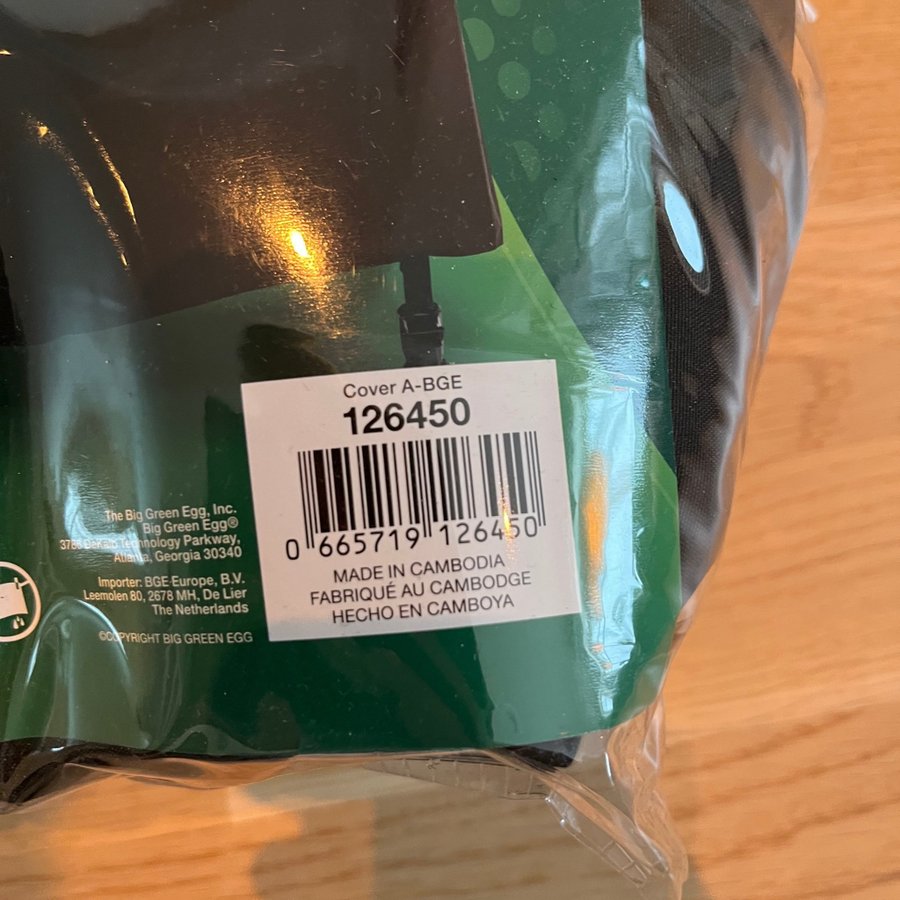 Cover A-BGE
126450
0 665719 126450
MADE IN CAMBODIA
FABRIQUÉ AU CAMBODGE
HECHO EN CAMBOYA
The Big Green Egg, Inc.
Big Green Egg®
Technology Parkway,
Atlanta, Georgia 30340
Importer: BGE Europe, B.V.
Leemolen 80, 2678 MH, De Lier
The Netherlands
©COPYRIGHT BIG GREEN EGG